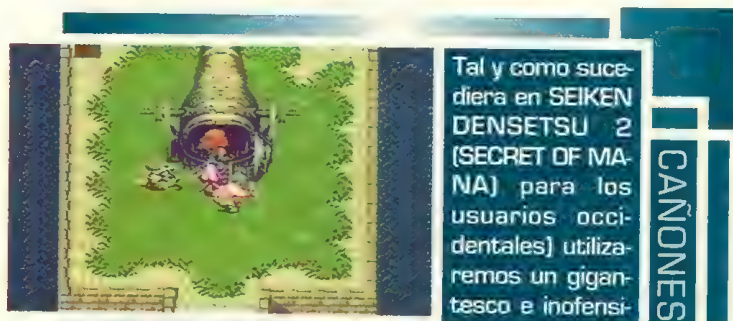 Tal y como suce-
diera en SEIKEN
DENSETSU 2
(SECRET OF MA-
NA) para los
usuarios occi-
dentales) utiliza-
remos un gigan-
tesco e inofensi-
CAÑONES